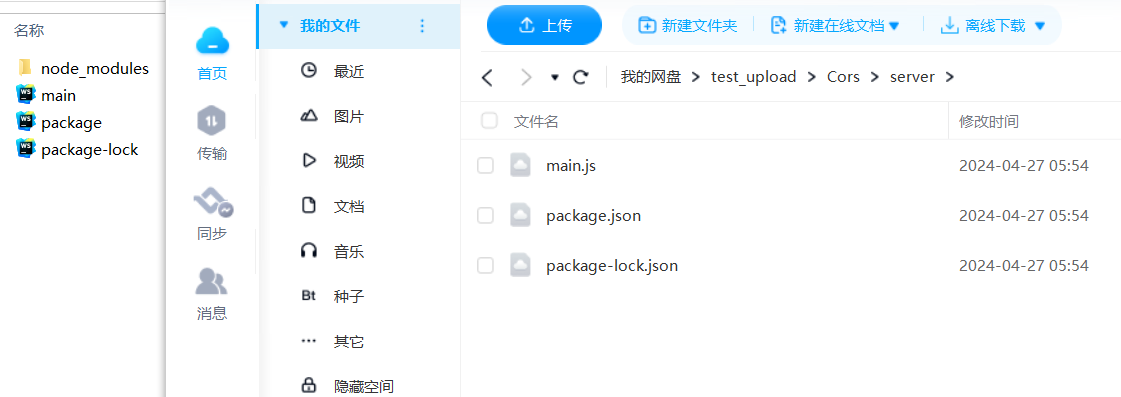 名称
node_modules
WS main
WS package
WS package-lock
首页
传输
同步
消息
我的文件
最近
图片
视频
文档
音乐
Bt 种子
其它
隐藏空间
上传 新建文件夹 新建在线文档 离线下载
我的网盘 > test_upload > Cors > server >
文件名 修改时间
main.js 2024-04-27 05:54
package.json 2024-04-27 05:54
package-lock.json 2024-04-27 05:54